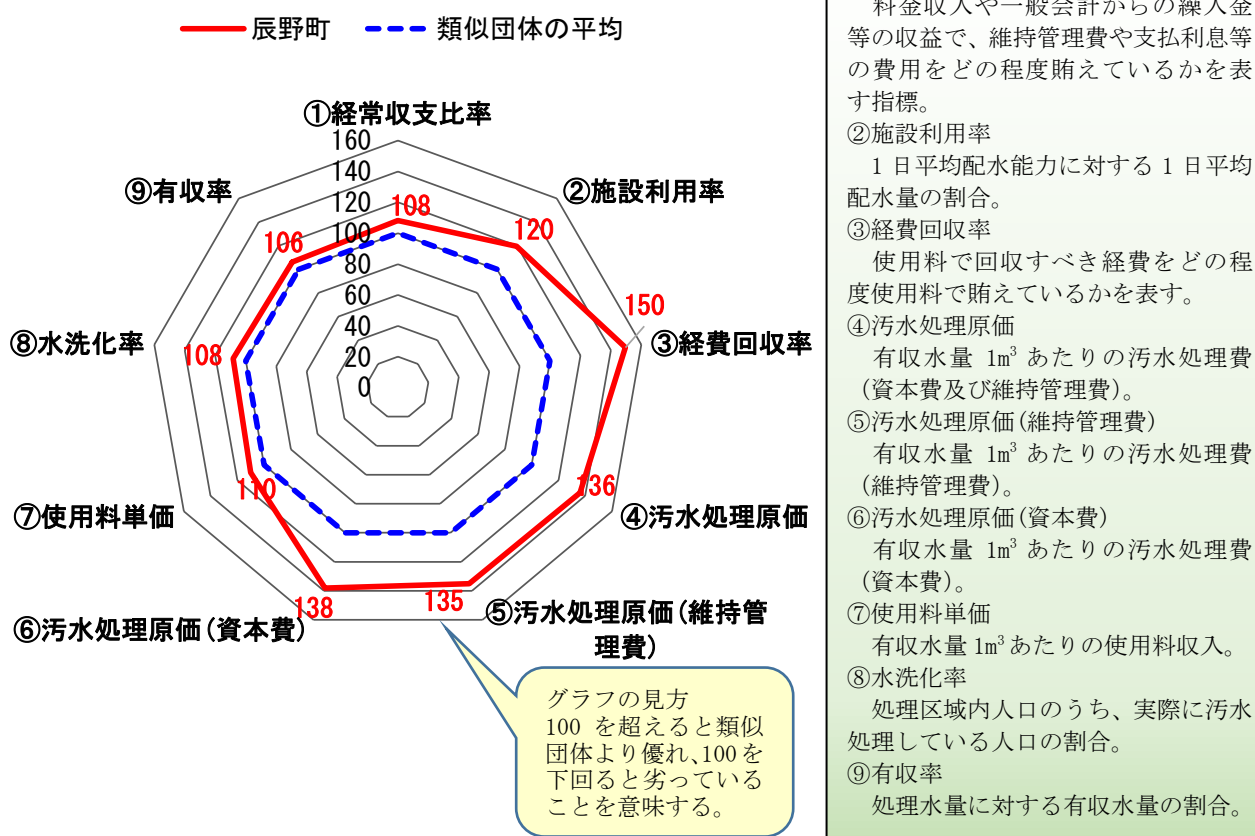 辰野町 類似団体の平均
①経常収支比率
②施設利用率
③経費回収率
④汚水処理原価
⑤汚水処理原価(維持管
理費)
⑥汚水処理原価(資本費)
⑦使用料単価
⑧水洗化率
⑨有収率
160
140
120
100
80
60
40
20
0
108
120
150
136
135
138
110
108
106
グラフの見方
100 を超えると類似
団体より優れ、100 を
下回ると劣っている
ことを意味する。
料金収入や一般会計からの繰入金
等の収益で、維持管理費や支払利息等
の費用をどの程度賄えているかを表
す指標。
②施設利用率
1 日平均配水能力に対する 1 日平均
配水量の割合。
③経費回収率
使用料で回収すべき経費をどの程
度使用料で賄えているかを表す。
④汚水処理原価
有収水量 1m³ あたりの汚水処理費
(資本費及び維持管理費)。
⑤汚水処理原価(維持管理費)
有収水量 1m³ あたりの汚水処理費
(維持管理費)。
⑥汚水処理原価(資本費)
有収水量 1m³ あたりの汚水処理費
(資本費)。
⑦使用料単価
有収水量 1m³ あたりの使用料収入。
⑧水洗化率
処理区域内人口のうち、実際に汚水
処理している人口の割合。
⑨有収率
処理水量に対する有収水量の割合。